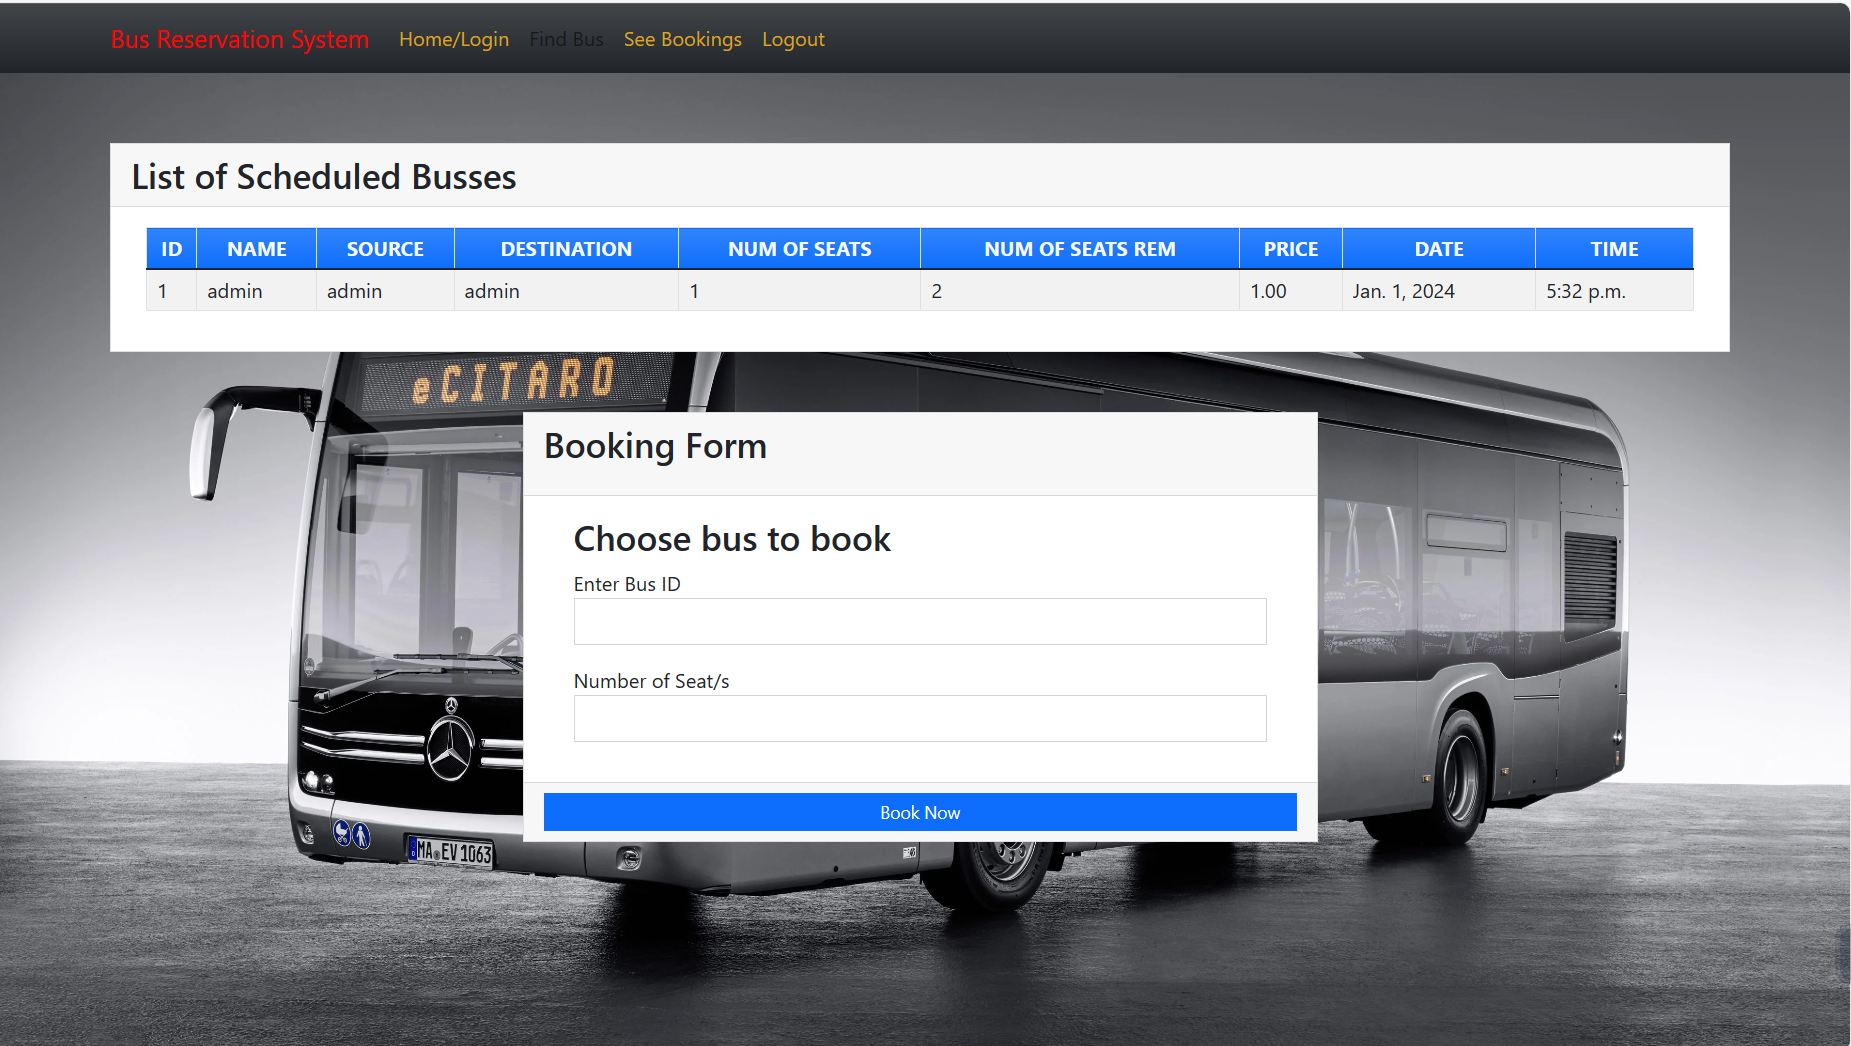 Bus Reservation System Home/Login Find Bus See Bookings Logout
List of Scheduled Busses
ID NAME SOURCE DESTINATION NUM OF SEATS NUM OF SEATS REM PRICE DATE TIME
1 admin admin admin 1 2 1.00 Jan. 1, 2024 5:32 p.m.
eCITARO
Booking Form
Choose bus to book
Enter Bus ID
Number of Seat/s
Book Now
MA EV 1063